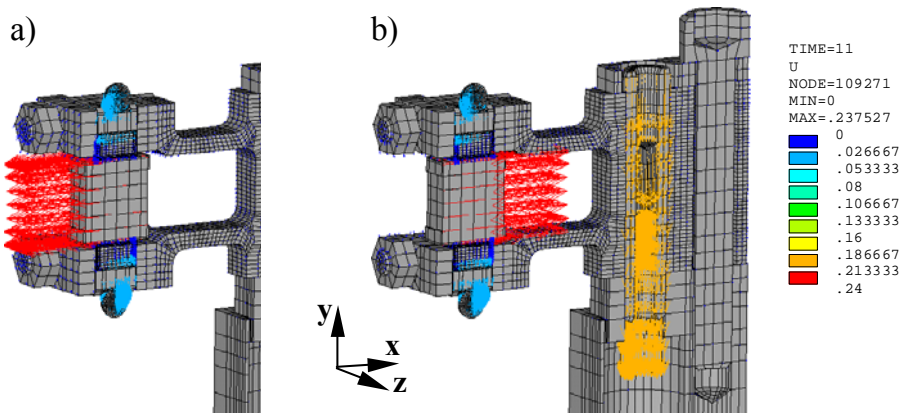 a)
b)
y
x
z
TIME=11
U
NODE=109271
MIN=0
MAX=.237527
0
.026667
.053333
.08
.106667
.133333
.16
.186667
.213333
.24